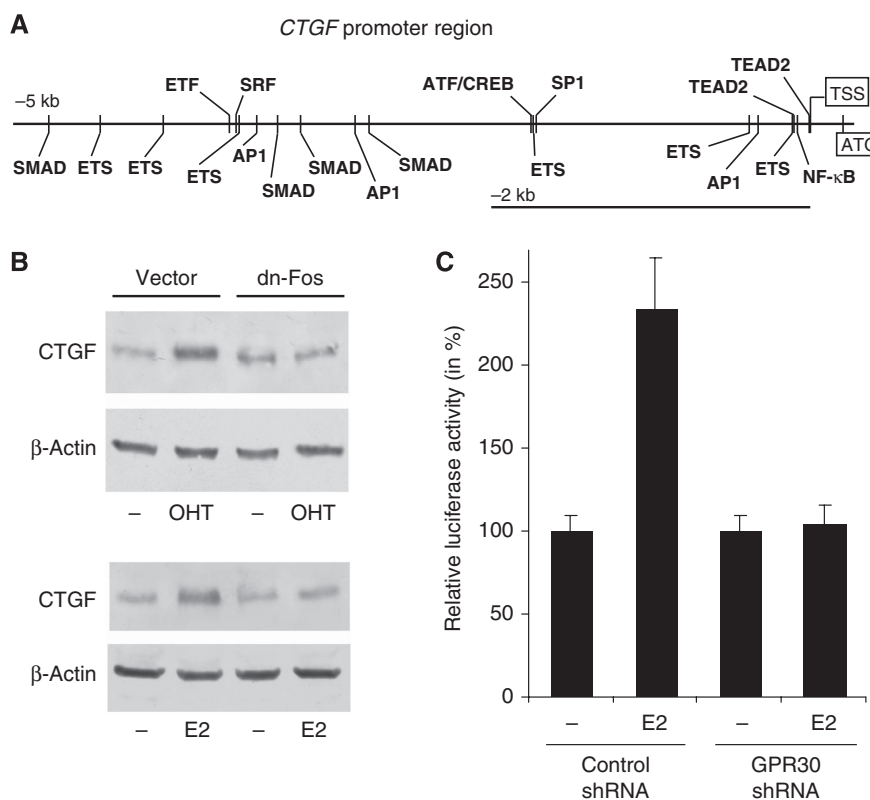 A
CTGF promoter region
–5 kb
ETF
SRF
ATF/CREB
SP1
TEAD2
TEAD2
TSS
SMAD
ETS
ETS
ETS
AP1
SMAD
SMAD
AP1
SMAD
ETS
ETS
AP1
ETS
NF-κB
ATG
–2 kb
B
Vector
dn-Fos
CTGF
β-Actin
– OHT – OHT
CTGF
β-Actin
– E2 – E2
C
Relative luciferase activity (in %)
250
200
150
100
50
0
– E2 – E2
Control
shRNA
GPR30
shRNA